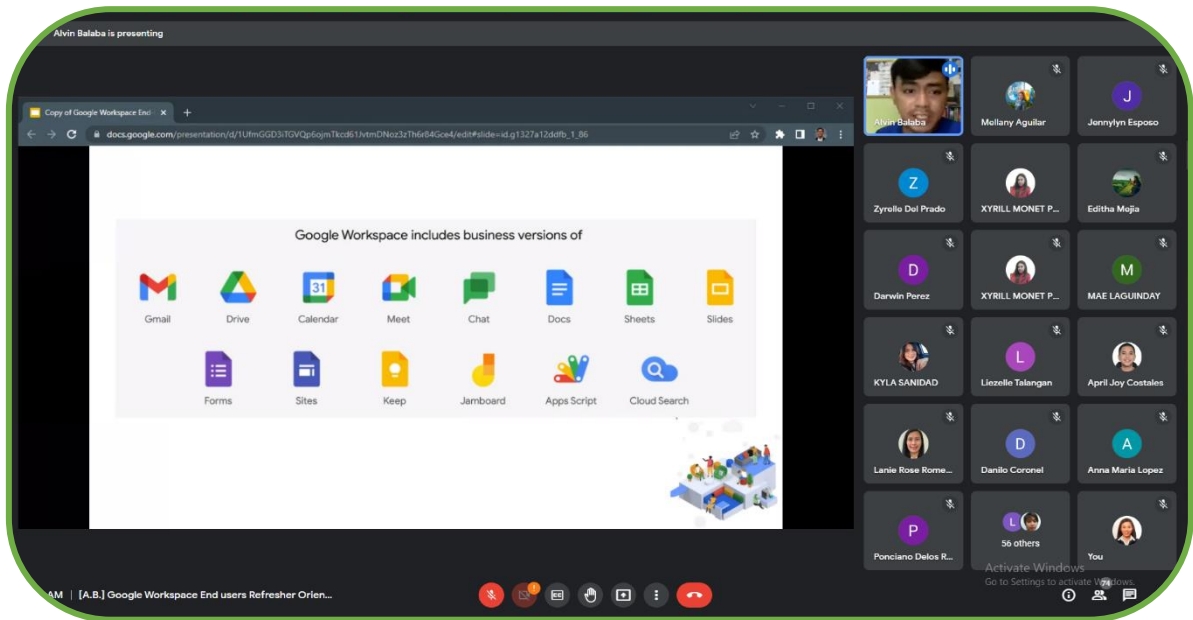 Alvin Balaba is presenting
Copy of Google Workspace End
docs.google.com/presentation/d/1UfmGGD3iTGVQp6ojmTkcd61JvtmDNoz3zTh6r84Gce4/edit#slide=id.g1327a12ddfb_1_86
Google Workspace includes business versions of
31
Gmail Drive Calendar Meet Chat Docs Sheets Slides
Forms Sites Keep Jamboard Apps Script Cloud Search
Alvin Balaba
Mellany Aguilar
J
Jennylyn Esposo
Z
Zyrelle Del Prado
XYRILL MONET P...
Editha Mejia
D
Darwin Perez
XYRILL MONET P...
M
MAE LAGUINDAY
KYLA SANIDAD
L
Liezelle Talangan
April Joy Costales
Lanie Rose Rome...
D
Danilo Coronel
A
Anna Maria Lopez
P
Ponciano Delos R...
L
56 others
You
Activate Windows
Go to Settings to activate Windows.
AM | [A.B.] Google Workspace End users Refresher Orien...
CC
74